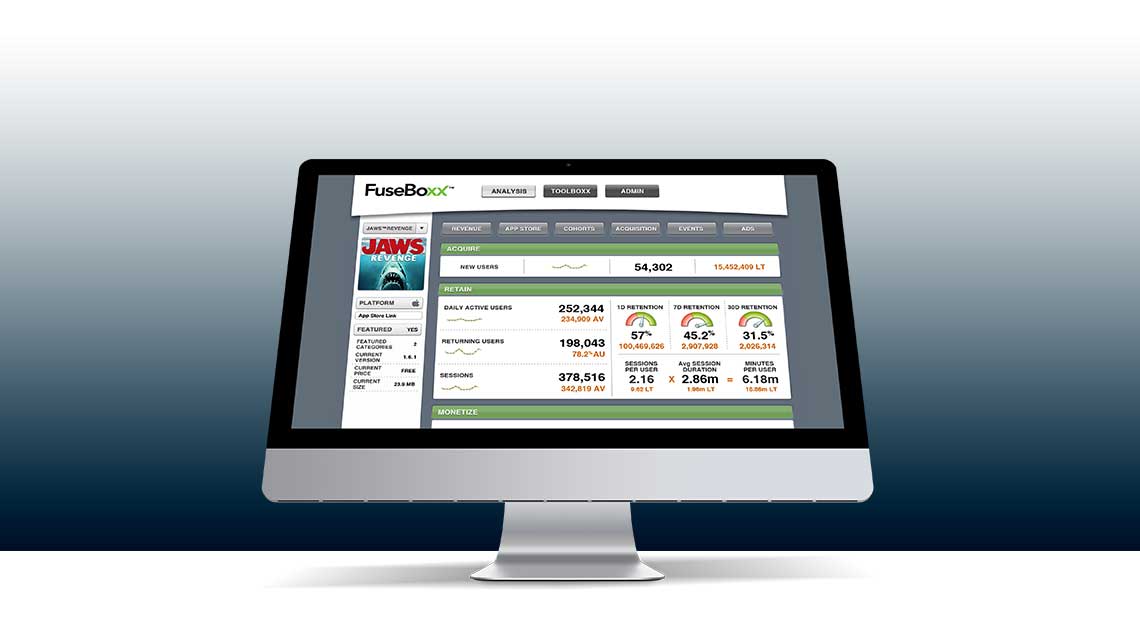 FuseBoxx™
ANALYSIS TOOLBOXX ADMIN
JAWS™REVENGE
REVENUE APP STORE COHORTS ACQUISITION EVENTS ADS
JAWS
REVENGE
PLATFORM
App Store Link
FEATURED YES
FEATURED
CATEGORIES 2
CURRENT
VERSION 1.6.1
CURRENT
PRICE FREE
CURRENT
SIZE 23.9 MB
ACQUIRE
NEW USERS 54,302 15,452,409 LT
RETAIN
DAILY ACTIVE USERS 252,344
234,909 AV
RETURNING USERS 198,043
78.2% AU
SESSIONS 378,516
342,819 AV
1D RETENTION 7D RETENTION 30D RETENTION
57% 45.2% 31.5%
100,469,626 2,907,928 2,026,314
SESSIONS
PER USER
Avg SESSION
DURATION
MINUTES
PER USER
2.16 X 2.86m = 6.18m
9.62 LT 1.96m LT 18.86m LT
MONETIZE